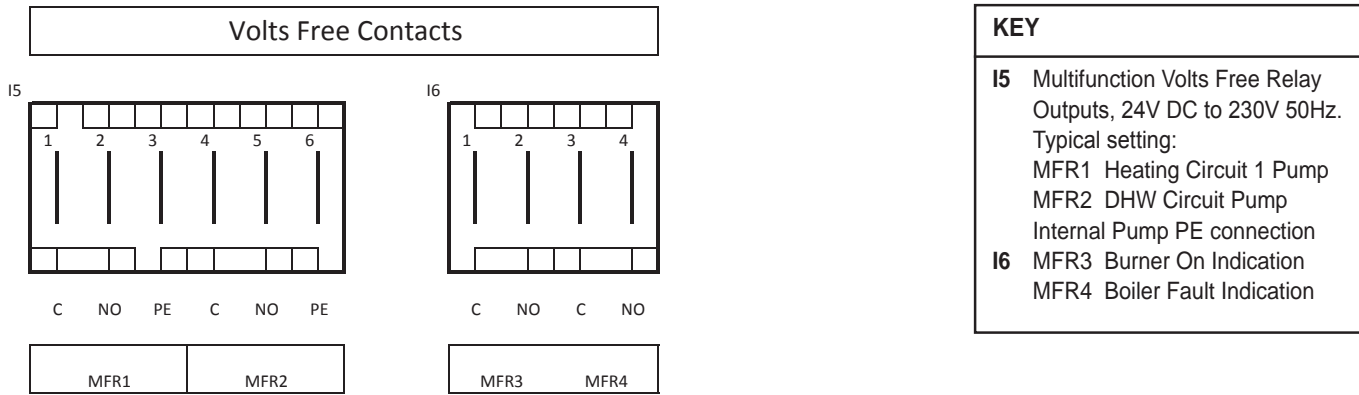 Volts Free Contacts
I5
1 2 3 4 5 6
C NO PE C NO PE
MFR1 MFR2
I6
1 2 3 4
C NO C NO
MFR3 MFR4
KEY
I5 Multifunction Volts Free Relay
Outputs, 24V DC to 230V 50Hz.
Typical setting:
MFR1 Heating Circuit 1 Pump
MFR2 DHW Circuit Pump
Internal Pump PE connection
I6 MFR3 Burner On Indication
MFR4 Boiler Fault Indication